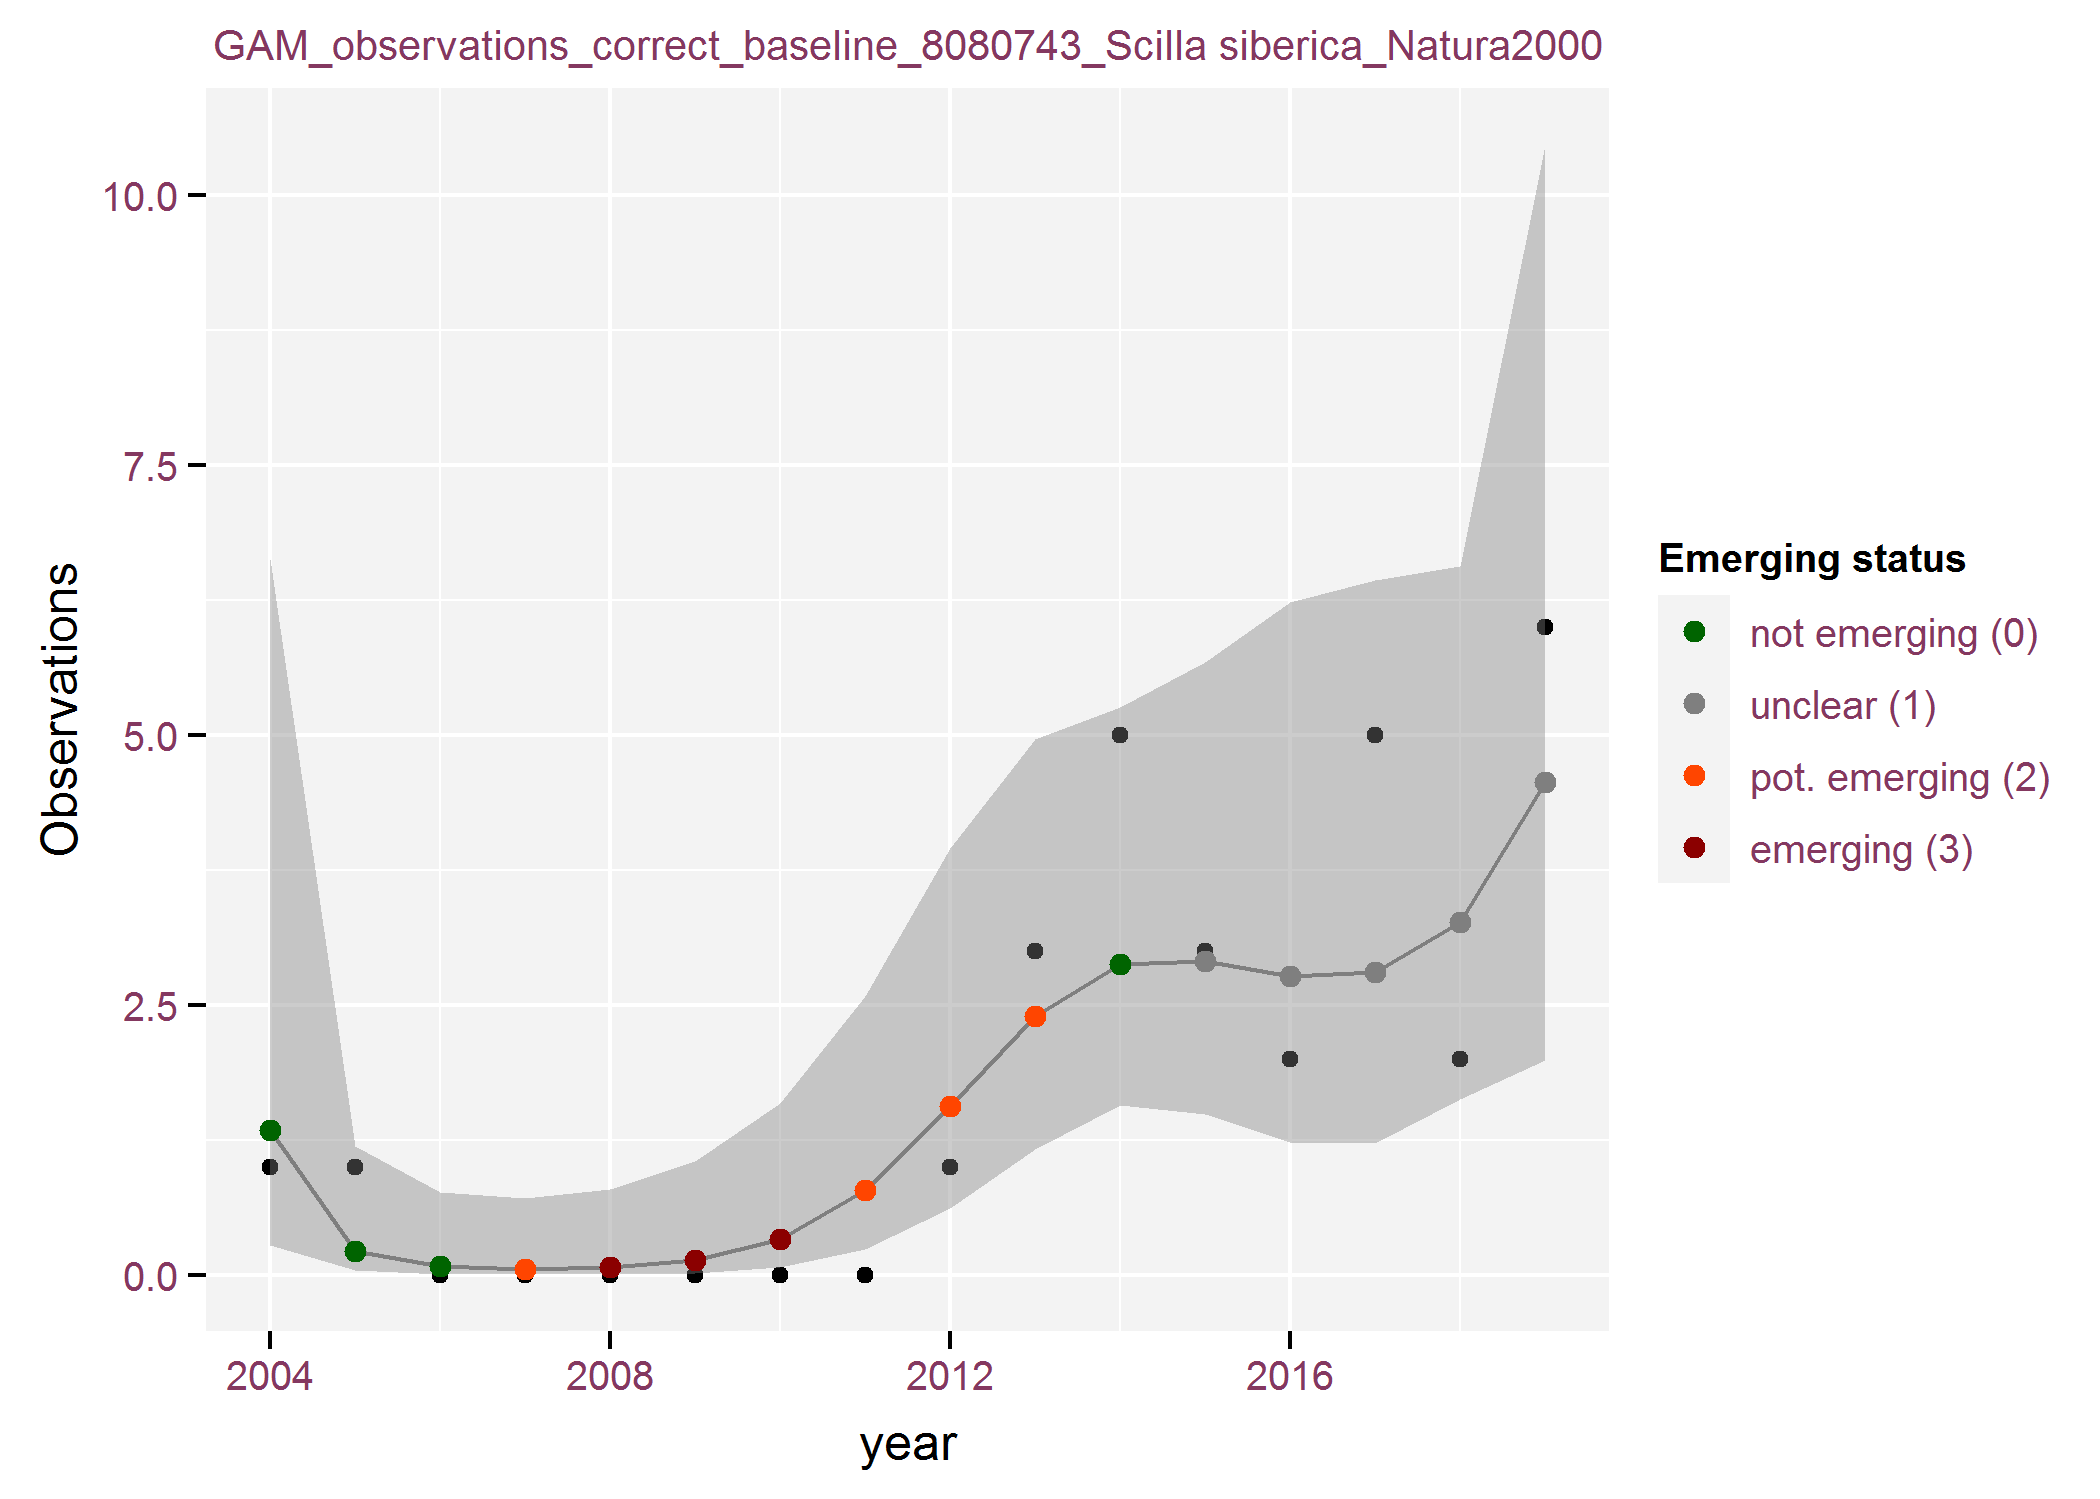 GAM_observations_correct_baseline_8080743_Scilla siberica_Natura2000
10.0
7.5
5.0
2.5
0.0
Observations
2004
2008
2012
2016
year
Emerging status
not emerging (0)
unclear (1)
pot. emerging (2)
emerging (3)